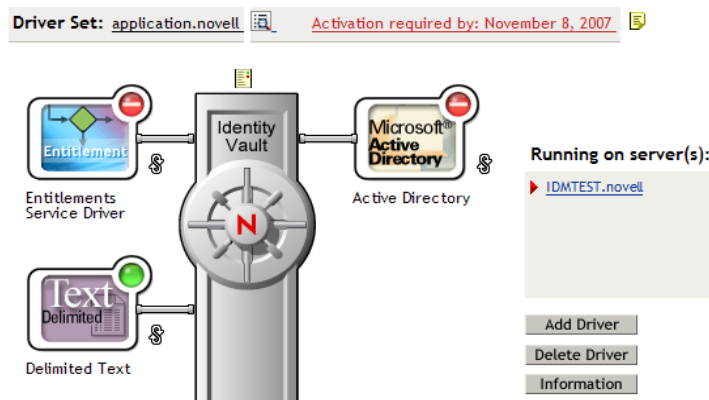 Driver Set: application.novell Activation required by: November 8, 2007
Identity
Vault
Entitlement
Entitlements
Service Driver
Microsoft®
Active
Directory
Active Directory
Running on server(s):
IDMTEST.novell
N
Text
Delimited
Delimited Text
Add Driver
Delete Driver
Information